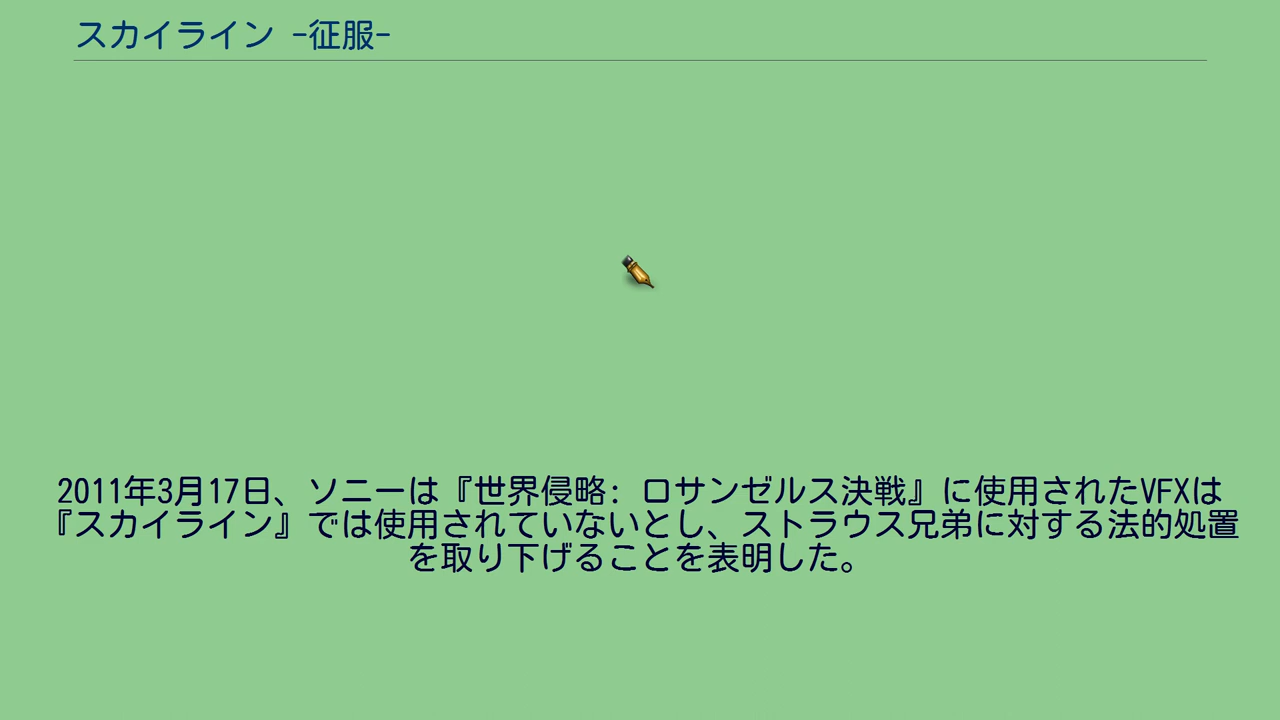 スカイライン -征服-
2011年3月17日、ソニーは『世界侵略: ロサンゼルス決戦』に使用されたVFXは
『スカイライン』では使用されていないとし、ストラウス兄弟に対する法的処置
を取り下げることを表明した。